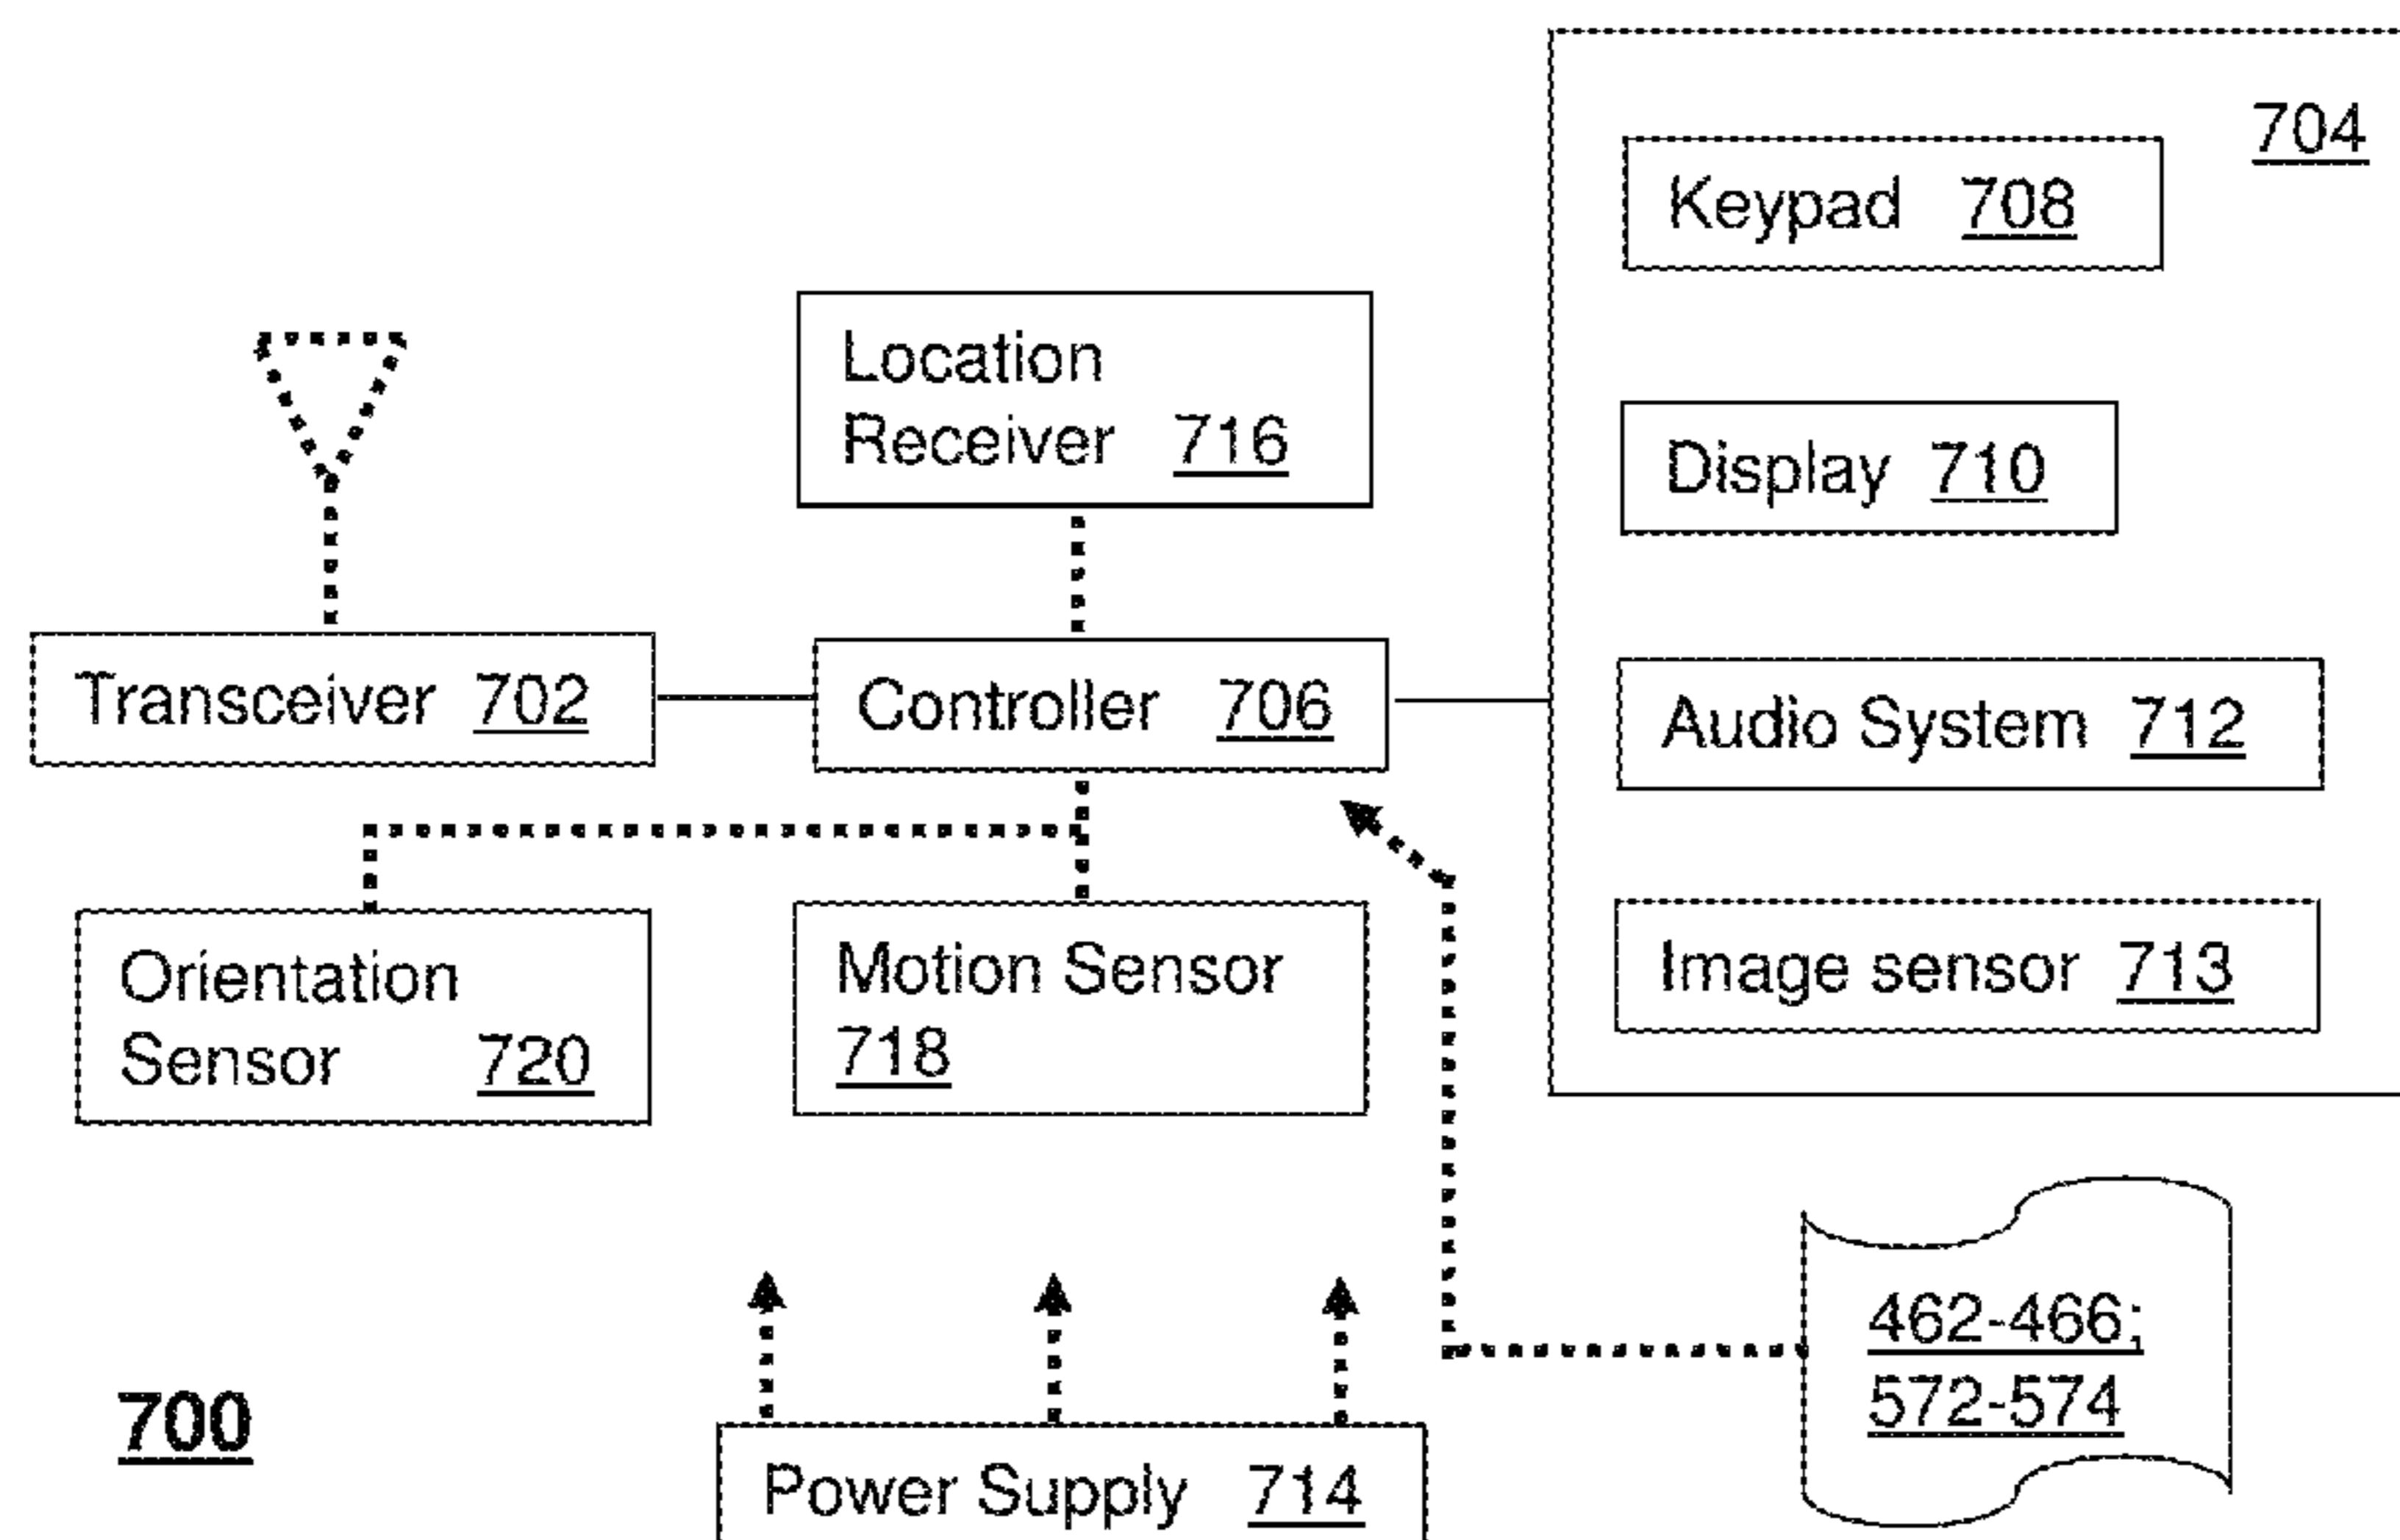 704
Keypad 708
Location
Receiver 716
Display 710
Transceiver 702
Controller 706
Audio System 712
Orientation
Sensor 720
Motion Sensor
718
Image sensor 713
462-466;
572-574
700
Power Supply 714